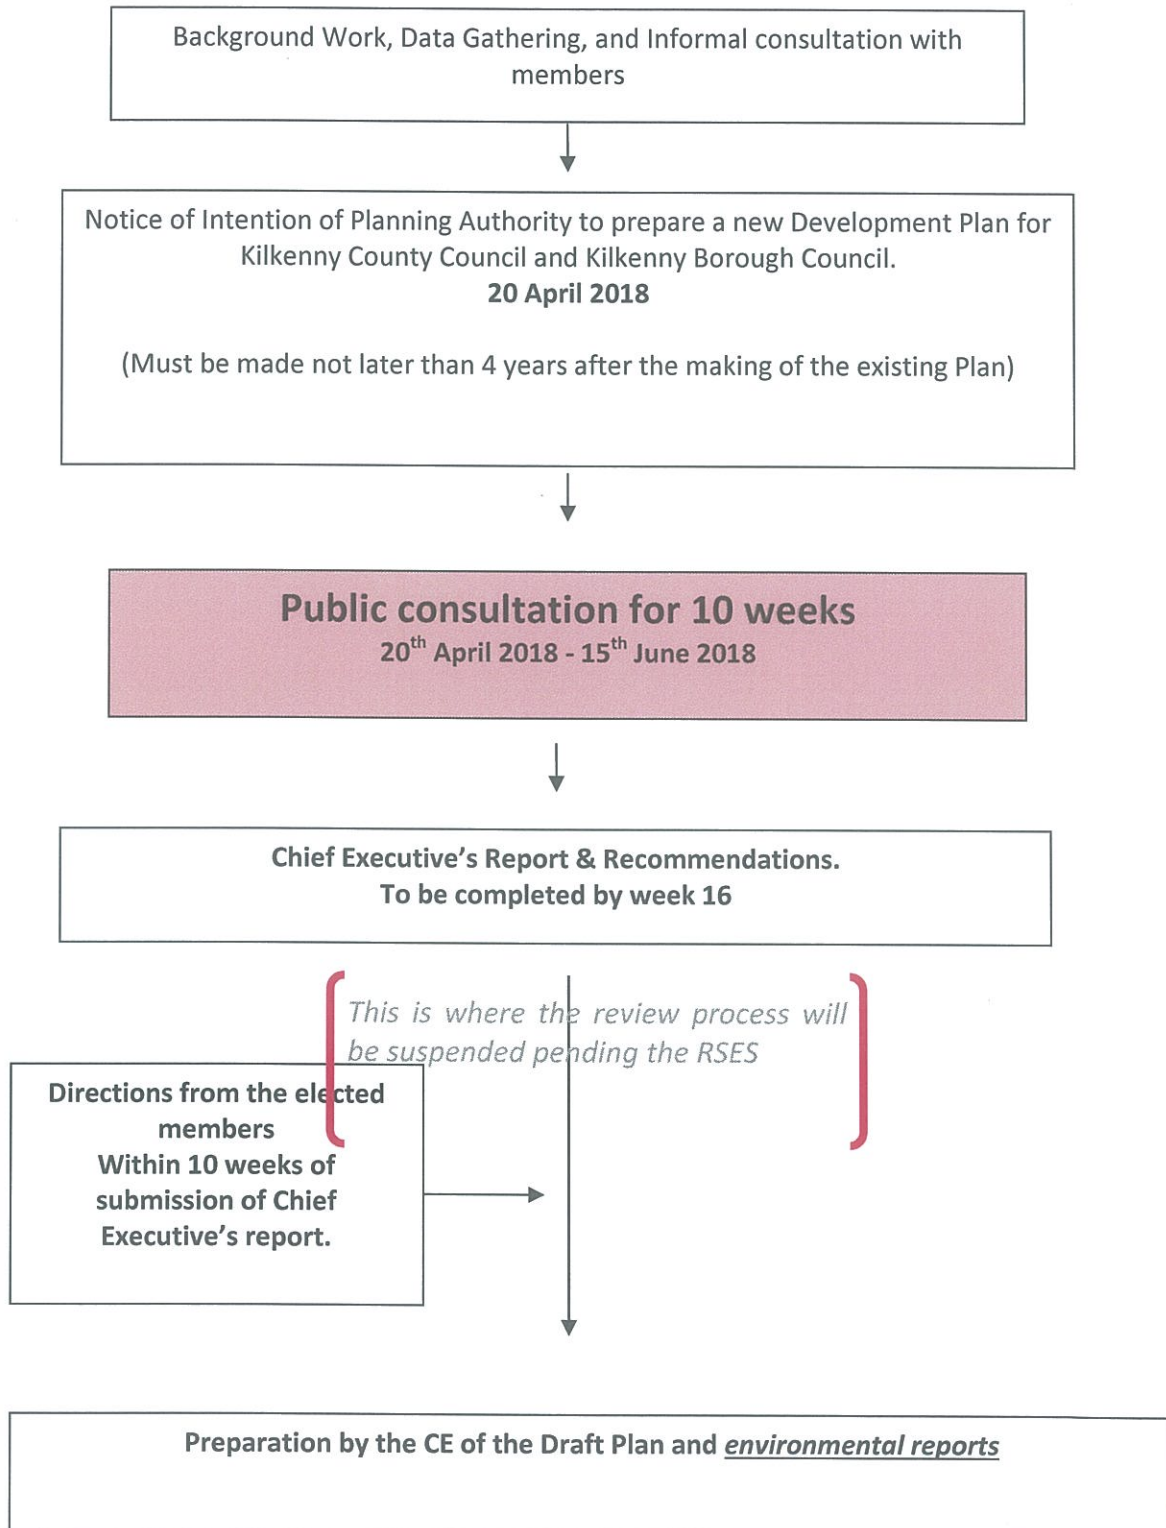 Background Work, Data Gathering, and Informal consultation with
members
Notice of Intention of Planning Authority to prepare a new Development Plan for
Kilkenny County Council and Kilkenny Borough Council.
20 April 2018
(Must be made not later than 4 years after the making of the existing Plan)
Public consultation for 10 weeks
20th April 2018 - 15th June 2018
Chief Executive's Report & Recommendations.
To be completed by week 16
This is where the review process will
be suspended pending the RSES
Directions from the elected
members
Within 10 weeks of
submission of Chief
Executive's report.
Preparation by the CE of the Draft Plan and environmental reports